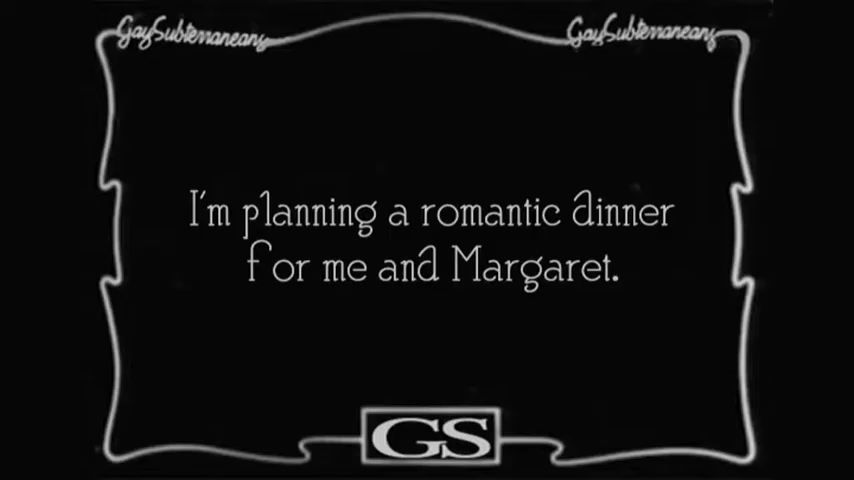 GaySubterraneans GaySubterraneans
I'm planning a romantic dinner
for me and Margaret.
GS